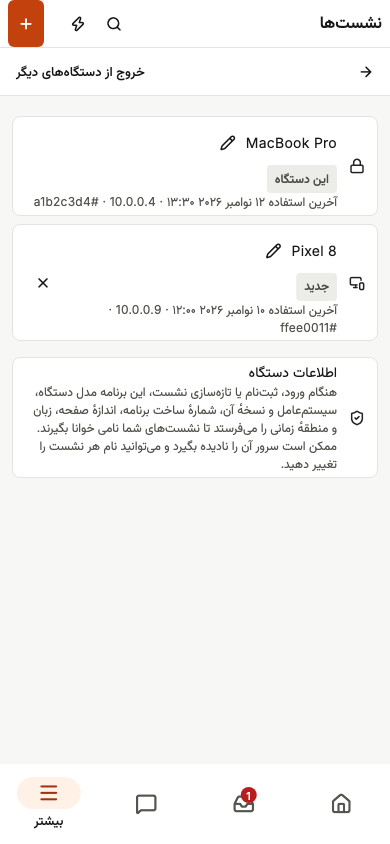 نشست‌ها
خروج از دستگاه‌های دیگر
MacBook Pro
این دستگاه
آخرین استفاده ۱۲ نوامبر ۲۰۲۶ ۱۳:۳۰ · 10.0.0.4 · #a1b2c3d4
Pixel 8
جدید
آخرین استفاده ۱۰ نوامبر ۲۰۲۶ ۱۲:۰۰ · 10.0.0.9 ·
#ffee0011
اطلاعات دستگاه
هنگام ورود، ثبت‌نام یا تازه‌سازی نشست، این برنامه مدل دستگاه،
سیستم‌عامل و نسخهٔ آن، شمارهٔ ساخت برنامه، اندازهٔ صفحه، زبان
و منطقهٔ زمانی را می‌فرستد تا نشست‌های شما نامی خوانا بگیرند.
ممکن است سرور آن را نادیده بگیرد و می‌توانید نام هر نشست را
تغییر دهید.
1
بیشتر